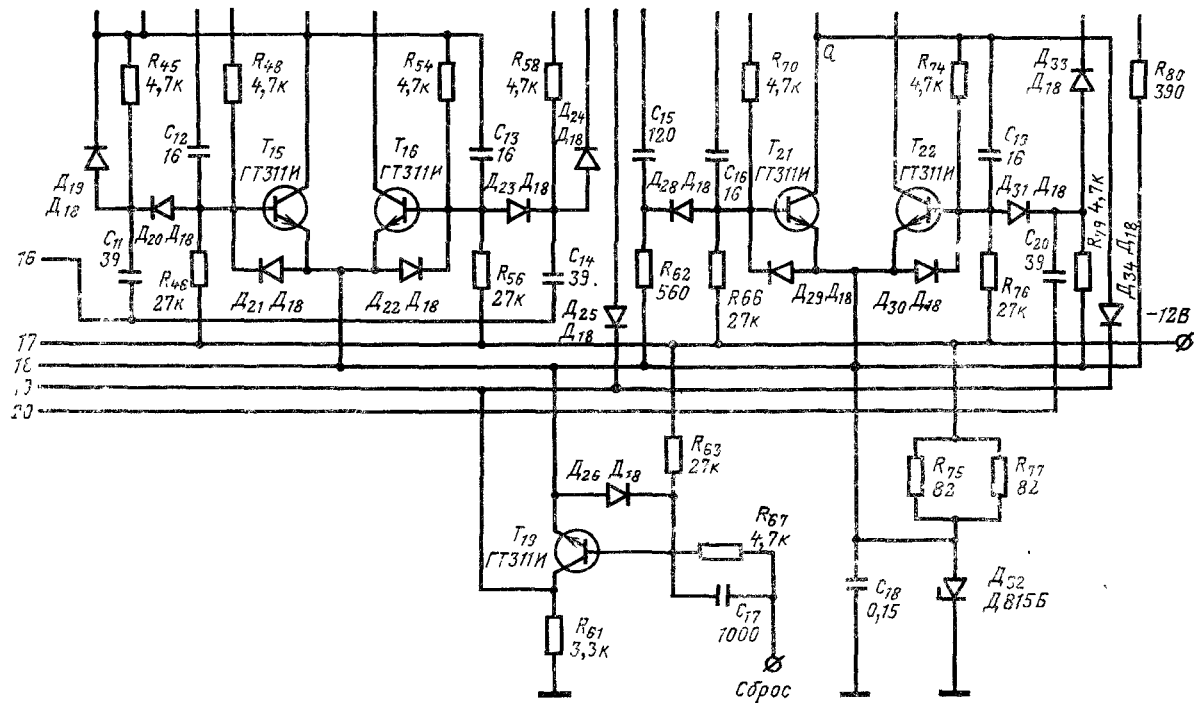 R45
4,7к
R48
4,7к
R54
4,7к
R58
4,7к
R70
4,7к
а
R74
4,7к
Д33
Д18
R80
390
C12
16
T15
ГТ311И
T16
ГТ311И
C13
16
Д24
Д18
C15
120
C16
16
T21
ГТ311И
T22
ГТ311И
C19
16
Д19
Д18
Д20 Д18
Д23 Д18
Д28 Д18
Д31 Д18
R79 4,7к
Д34 Д18
C11
39
R46
27к
Д21 Д18
Д22 Д18
R56
27к
C14
39
Д25
Д18
R62
560
R66
27к
Д29 Д18
Д30 Д18
R76
27к
C20
39
-12В
16
17
18
19
20
R63
27к
R75
82
R77
82
Д26 Д18
T19
ГТ311И
R67
4,7к
C17
1000
C18
0,15
Д32
Д815Б
R61
3,3к
Сброс